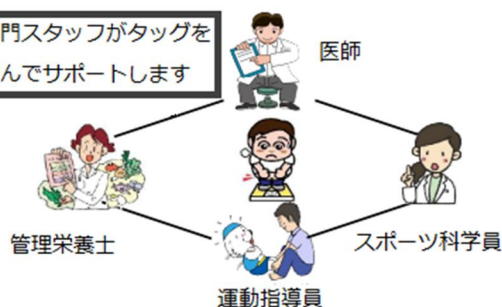 門スタッフがタッグを
んでサポートします
医師
管理栄養士
スポーツ科学員
運動指導員